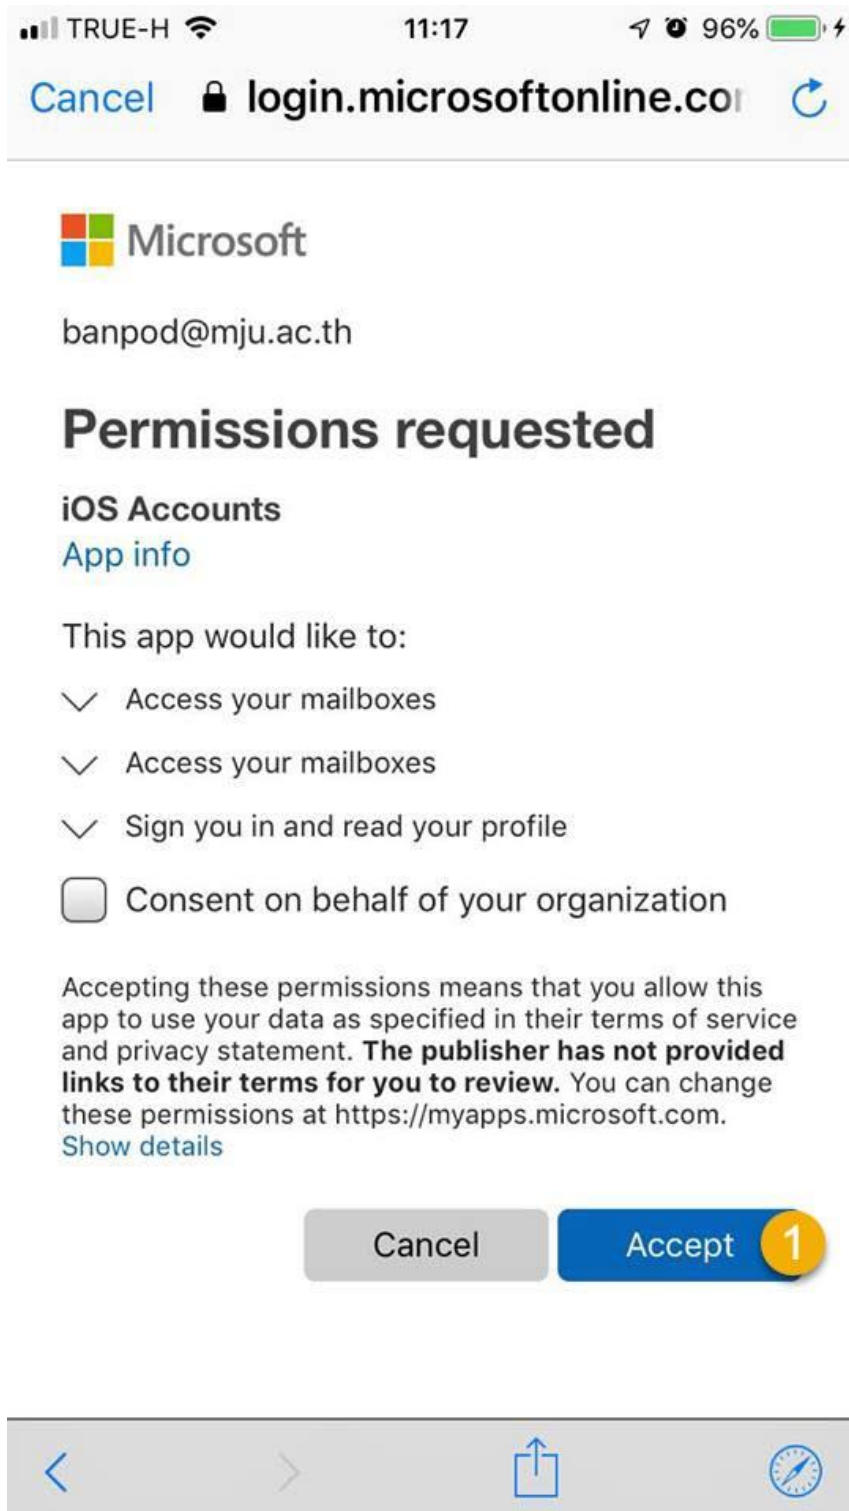 TRUE-H 11:17 96%
Cancel login.microsoftonline.co
Microsoft
banpod@mju.ac.th
Permissions requested
iOS Accounts
App info
This app would like to:
Access your mailboxes
Access your mailboxes
Sign you in and read your profile
Consent on behalf of your organization
Accepting these permissions means that you allow this
app to use your data as specified in their terms of service
and privacy statement. The publisher has not provided
links to their terms for you to review. You can change
these permissions at https://myapps.microsoft.com.
Show details
Cancel Accept 1